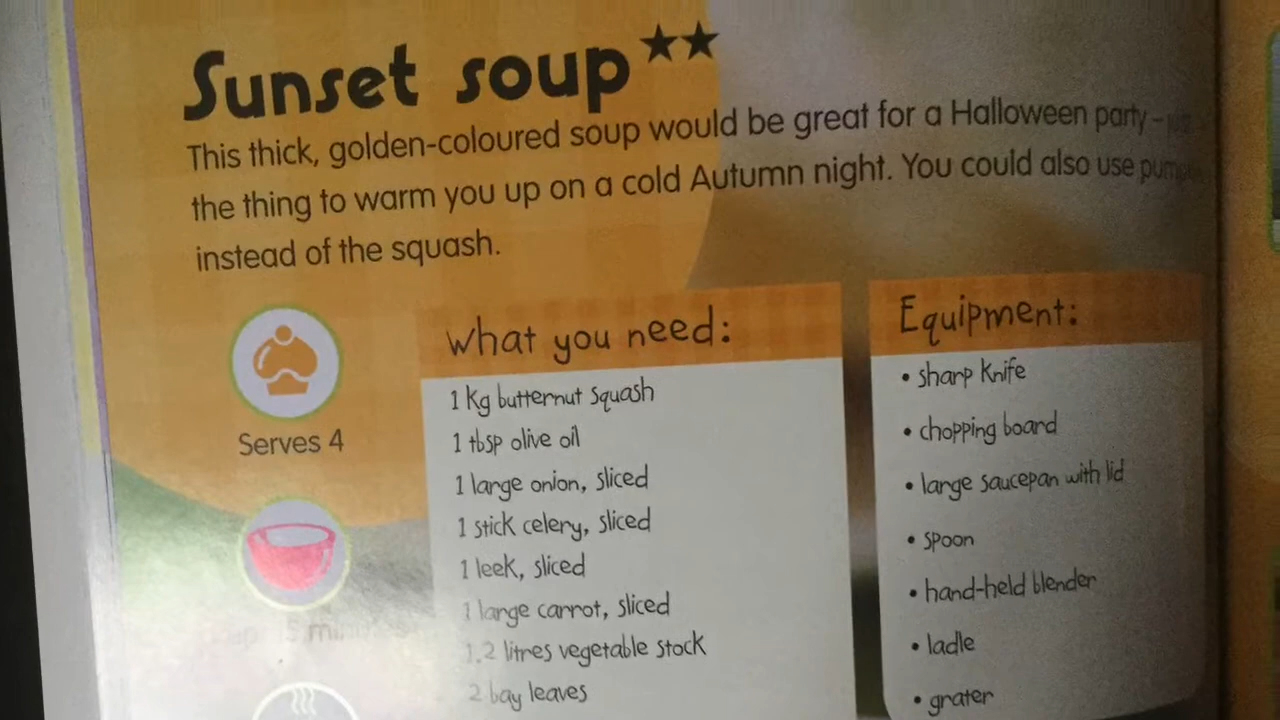 Sunset soup★★
This thick, golden-coloured soup would be great for a Halloween party -
the thing to warm you up on a cold Autumn night. You could also use
instead of the squash.
Serves 4
What you need:
1 Kg butternut squash
1 tbsp olive oil
1 large onion, sliced
1 stick celery, sliced
1 leek, sliced
1 large carrot, sliced
1.2 litres vegetable stock
2 bay leaves
Equipment:
• sharp knife
• chopping board
• large saucepan with lid
• spoon
• hand-held blender
• ladle
• grater